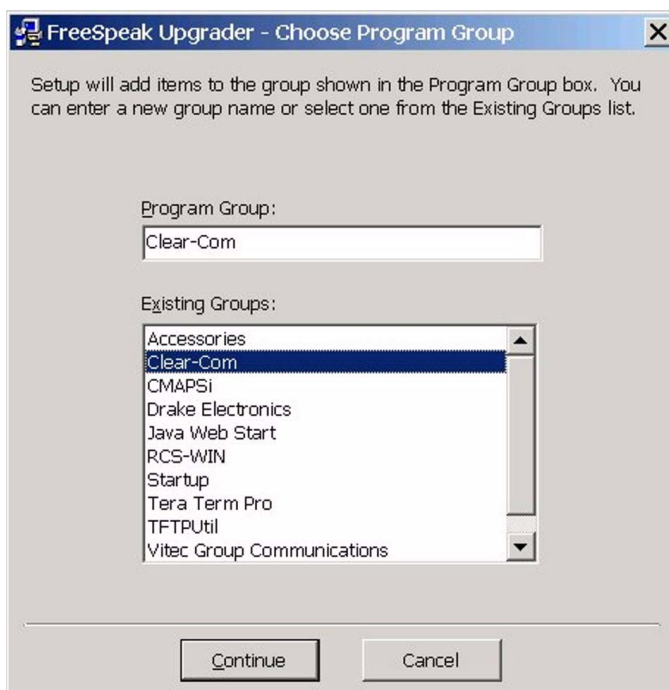 FreeSpeak Upgrader - Choose Program Group
Setup will add items to the group shown in the Program Group box. You
can enter a new group name or select one from the Existing Groups list.
Program Group:
Clear-Com
Existing Groups:
Accessories
Clear-Com
CMAPSi
Drake Electronics
Java Web Start
RCS-WIN
Startup
Tera Term Pro
TFTPUtil
Vitec Group Communications
Continue
Cancel